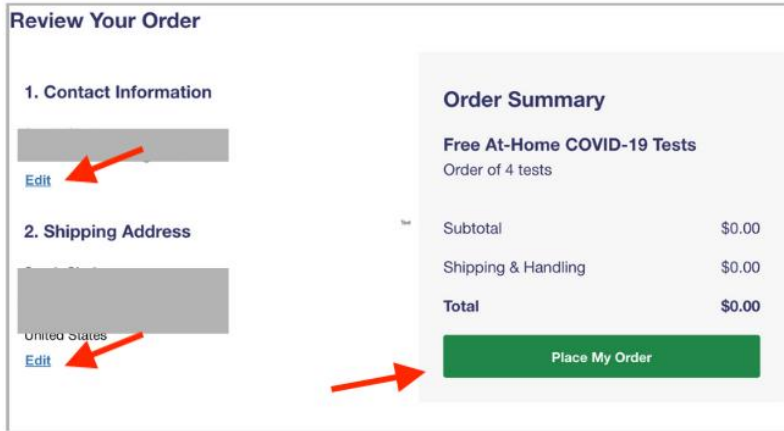 Review Your Order
1. Contact Information
Edit
2. Shipping Address
United States
Edit
Order Summary
Free At-Home COVID-19 Tests
Order of 4 tests
Subtotal $0.00
Shipping & Handling $0.00
Total $0.00
Place My Order